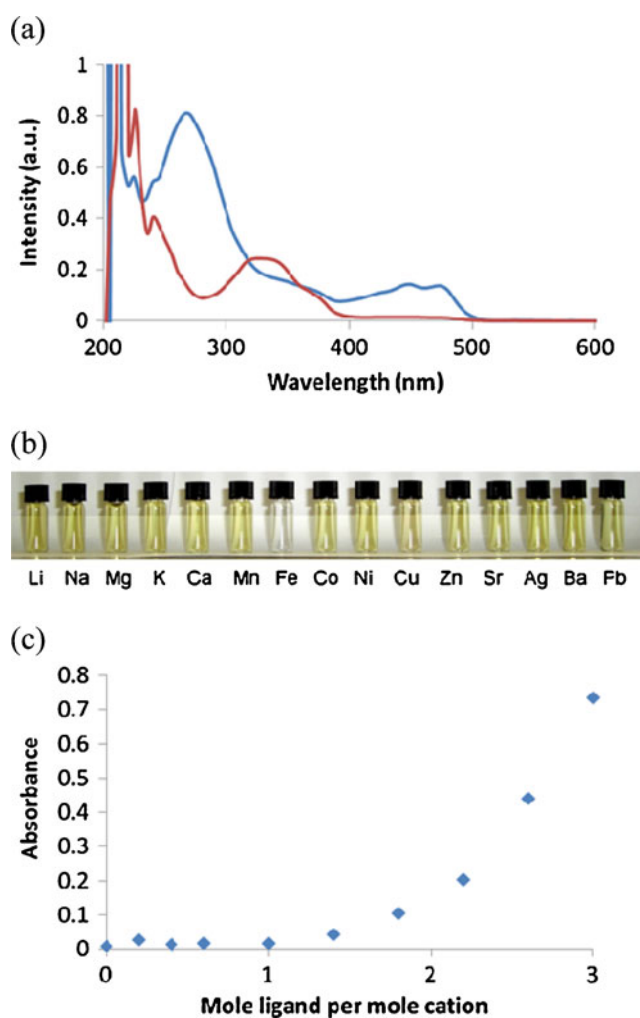 (a)
Intensity (a.u.)
1
0.8
0.6
0.4
0.2
0
200 300 400 500 600
Wavelength (nm)
(b)
Li Na Mg K Ca Mn Fe Co Ni Cu Zn Sr Ag Ba Fb
(c)
Absorbance
0.8
0.7
0.6
0.5
0.4
0.3
0.2
0.1
0
0 1 2 3
Mole ligand per mole cation